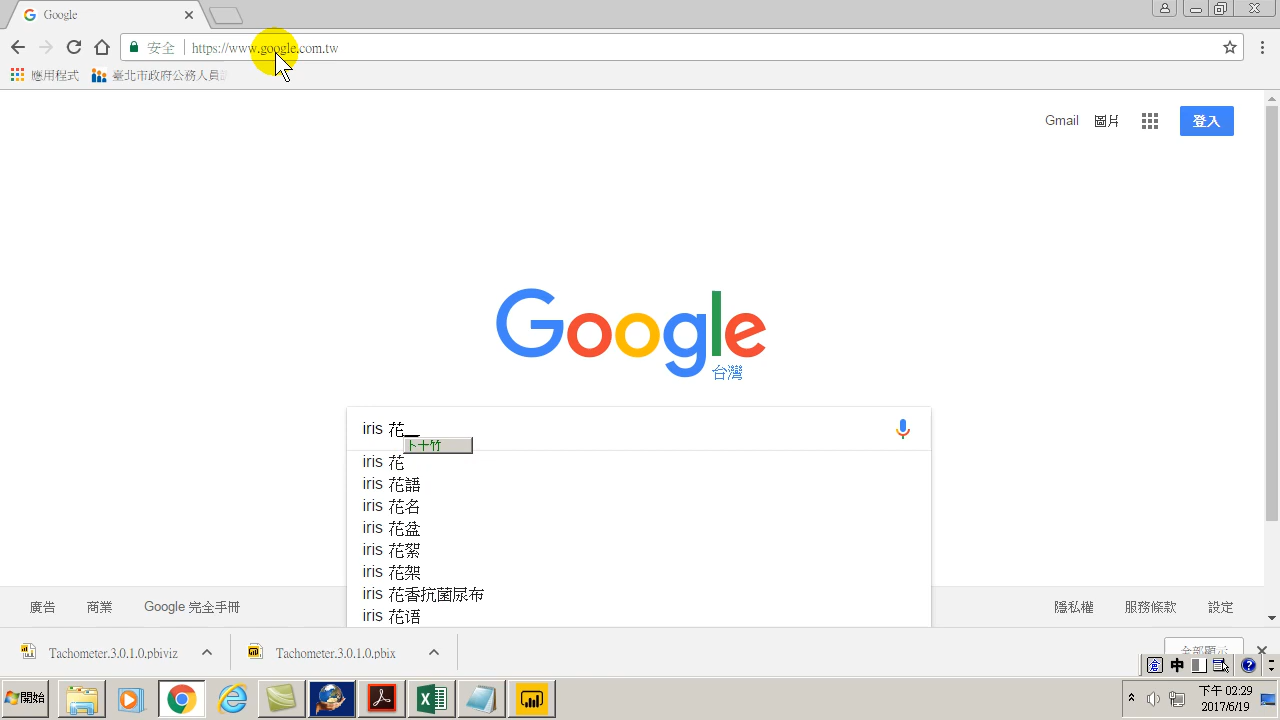 Google
安全 https://www.google.com.tw
應用程式 臺北市政府公務人員
Gmail 圖片 登入
Google
台灣
iris 花
卜十竹
iris 花
iris 花語
iris 花名
iris 花盆
iris 花絮
iris 花架
iris 花香抗菌尿布
iris 花语
廣告 商業 Google 完全手冊 隱私權 服務條款 設定
Tachometer.3.0.1.0.pbiviz Tachometer.3.0.1.0.pbix 全部顯示
中
開始 下午 02:29
2017/6/19